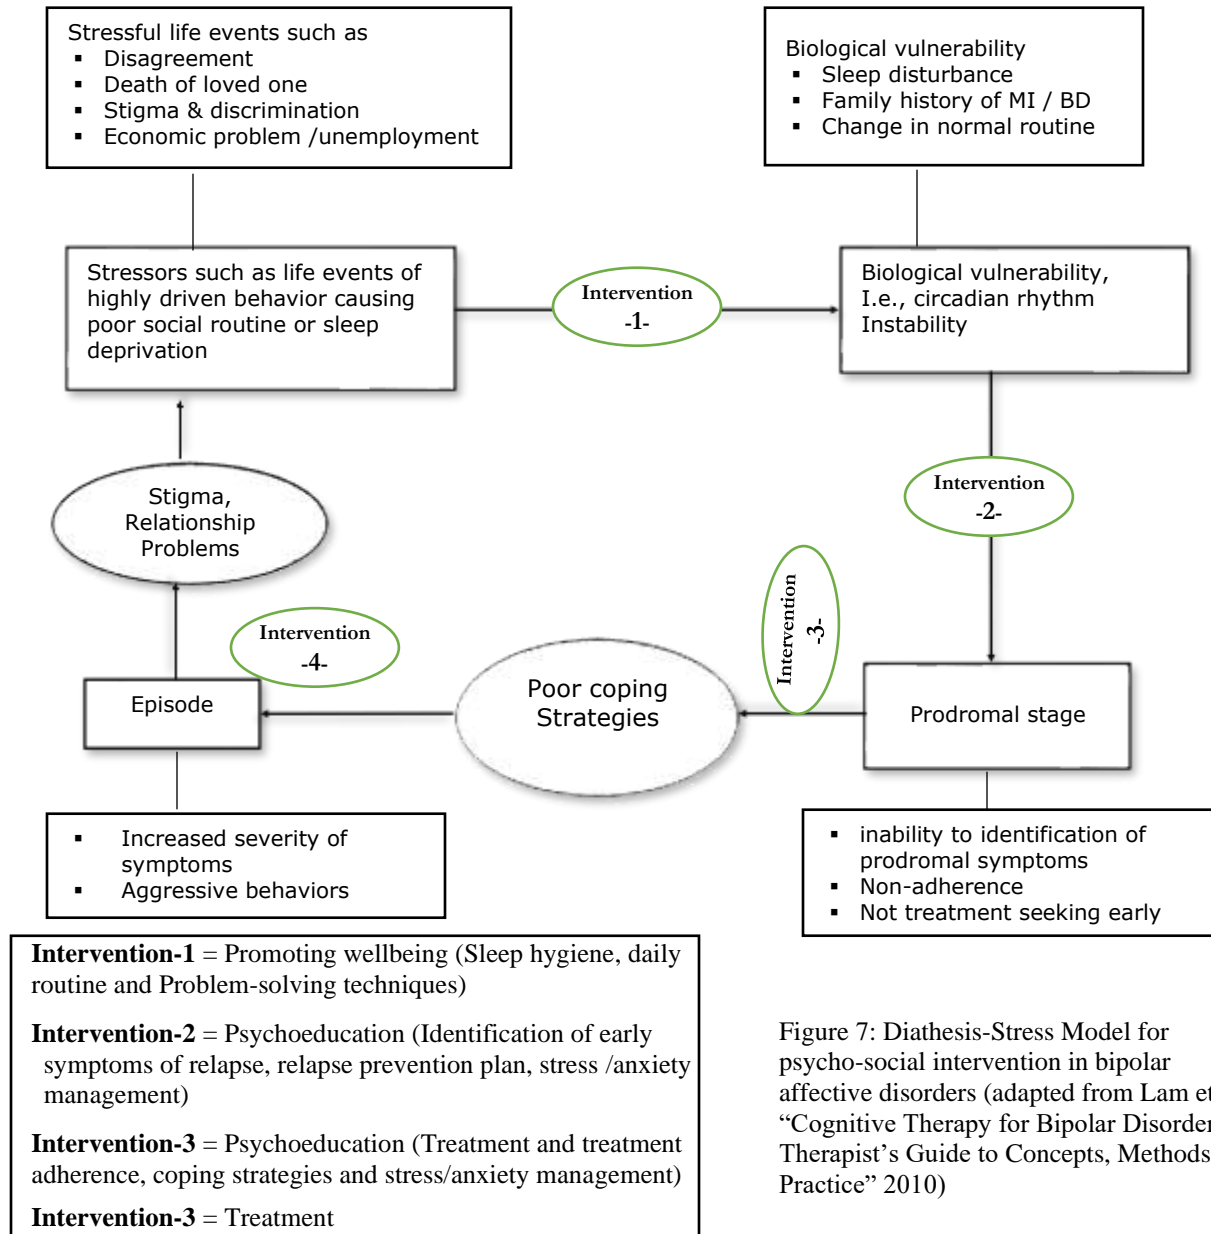 Stressful life events such as
▪ Disagreement
▪ Death of loved one
▪ Stigma & discrimination
▪ Economic problem /unemployment
Biological vulnerability
▪ Sleep disturbance
▪ Family history of MI / BD
▪ Change in normal routine
Stressors such as life events of
highly driven behavior causing
poor social routine or sleep
deprivation
Intervention
-1-
Biological vulnerability,
I.e., circadian rhythm
Instability
Stigma,
Relationship
Problems
Intervention
-2-
Intervention
-3-
Intervention
-4-
Episode
Poor coping
Strategies
Prodromal stage
▪ Increased severity of
symptoms
▪ Aggressive behaviors
▪ inability to identification of
prodromal symptoms
▪ Non-adherence
▪ Not treatment seeking early
Intervention-1 = Promoting wellbeing (Sleep hygiene, daily
routine and Problem-solving techniques)
Intervention-2 = Psychoeducation (Identification of early
symptoms of relapse, relapse prevention plan, stress /anxiety
management)
Intervention-3 = Psychoeducation (Treatment and treatment
adherence, coping strategies and stress/anxiety management)
Intervention-3 = Treatment
Figure 7: Diathesis-Stress Model for
psycho-social intervention in bipolar
affective disorders (adapted from Lam et
“Cognitive Therapy for Bipolar Disorder
Therapist’s Guide to Concepts, Methods
Practice” 2010)